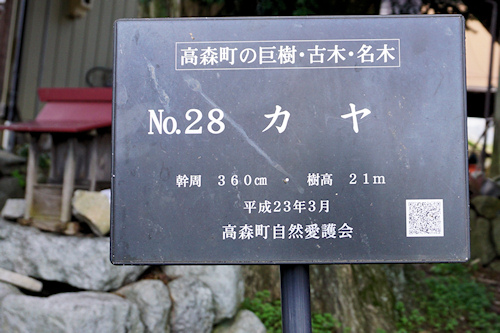 高森町の巨樹・古木・名木
No.28 カヤ
幹周 360㎝ ・ 樹高 21m
平成23年3月
高森町自然愛護会